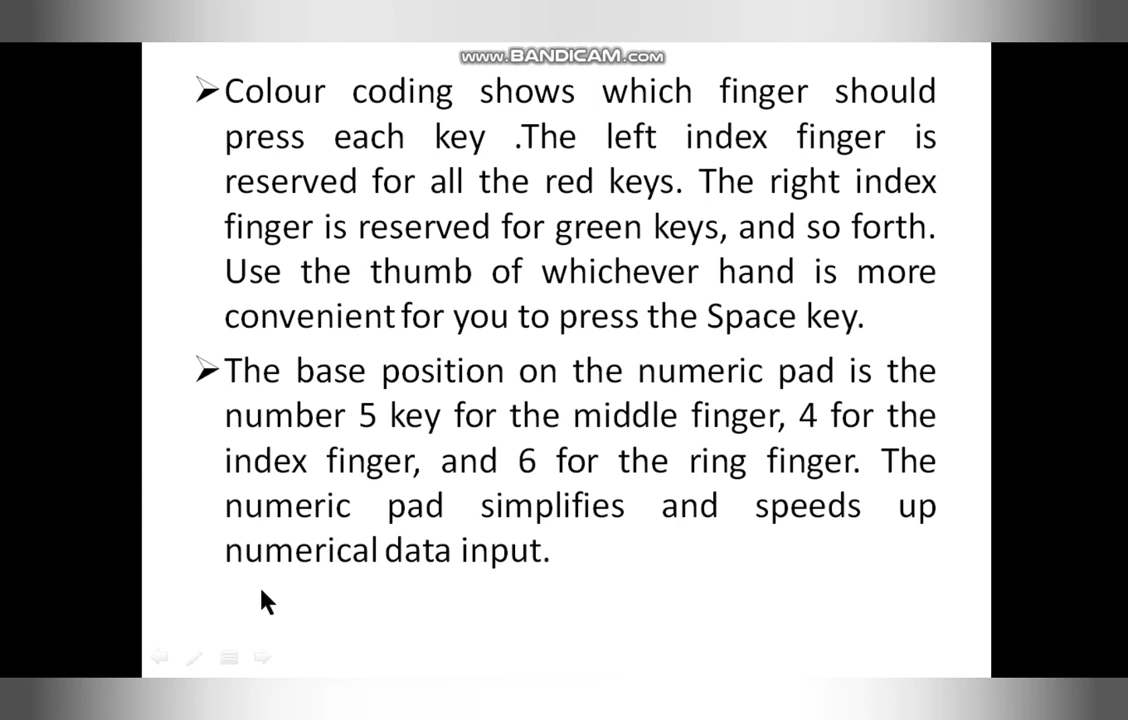 www.BANDICAM.com
➢Colour coding shows which finger should
press each key .The left index finger is
reserved for all the red keys. The right index
finger is reserved for green keys, and so forth.
Use the thumb of whichever hand is more
convenient for you to press the Space key.
➢The base position on the numeric pad is the
number 5 key for the middle finger, 4 for the
index finger, and 6 for the ring finger. The
numeric pad simplifies and speeds up
numerical data input.